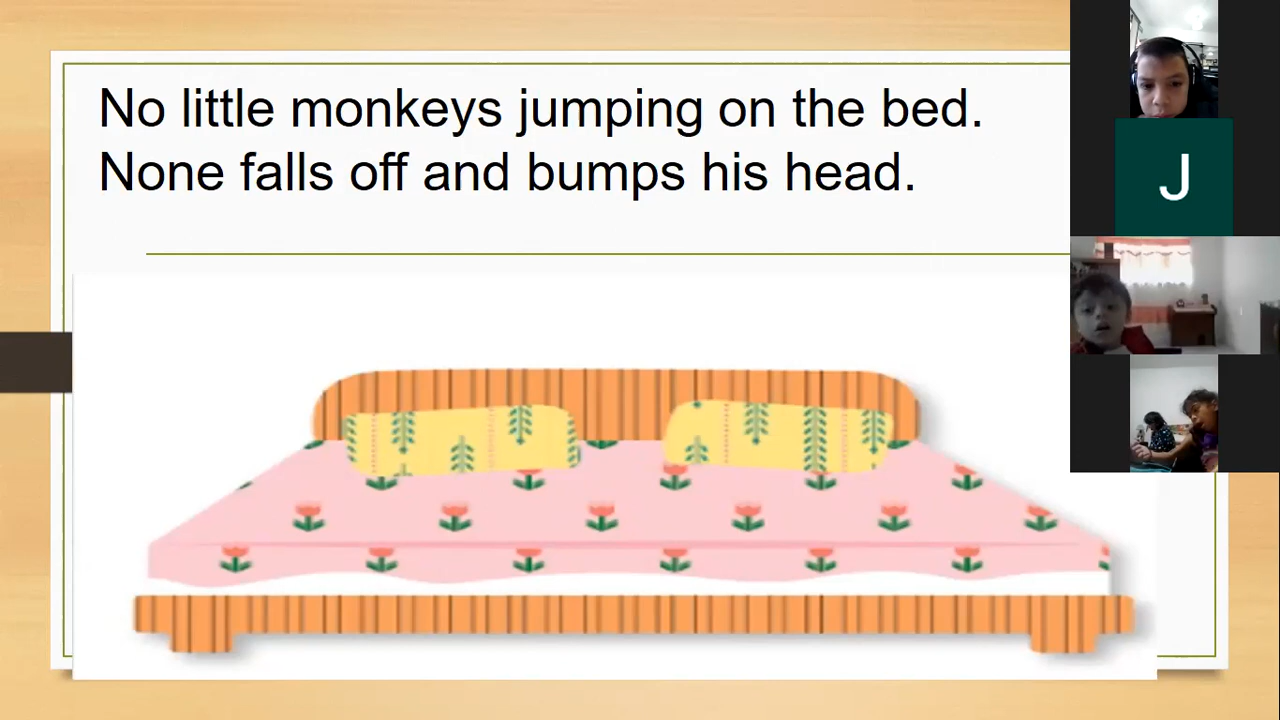 No little monkeys jumping on the bed.
None falls off and bumps his head.
J